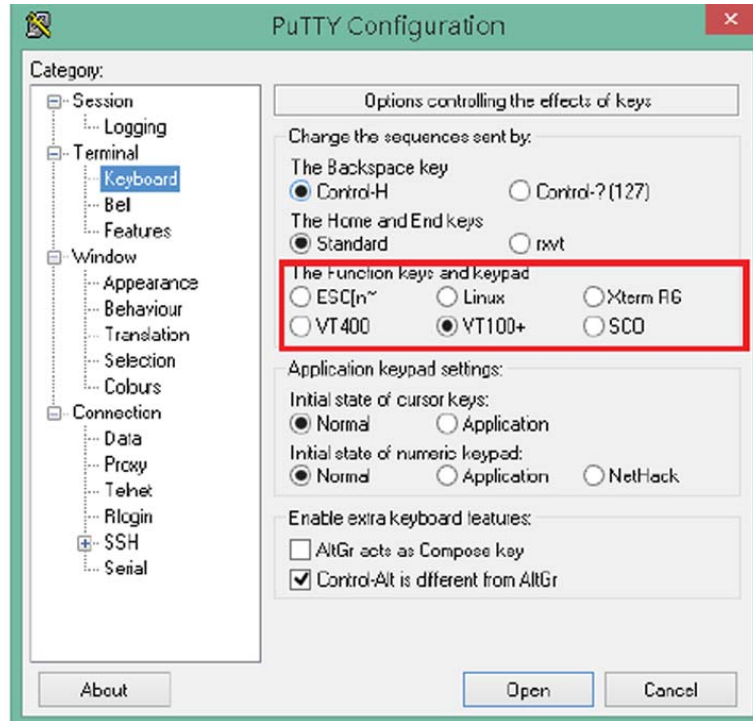 PuTTY Configuration
Category:
Session
Logging
Terminal
Keyboard
Bell
Features
Window
Appearance
Behaviour
Translation
Selection
Colours
Connection
Data
Proxy
Telnet
Rlogin
SSH
Serial
Options controlling the effects of keys
Change the sequences sent by:
The Backspace key
Control-H Control-? (127)
The Home and End keys
Standard rxvt
The Function keys and keypad
ESC[n~ Linux Xterm R6
VT400 VT100+ SCO
Application keypad settings:
Initial state of cursor keys:
Normal Application
Initial state of numeric keypad:
Normal Application NetHack
Enable extra keyboard features:
AltGr acts as Compose key
Control-Alt is different from AltGr
About Open Cancel